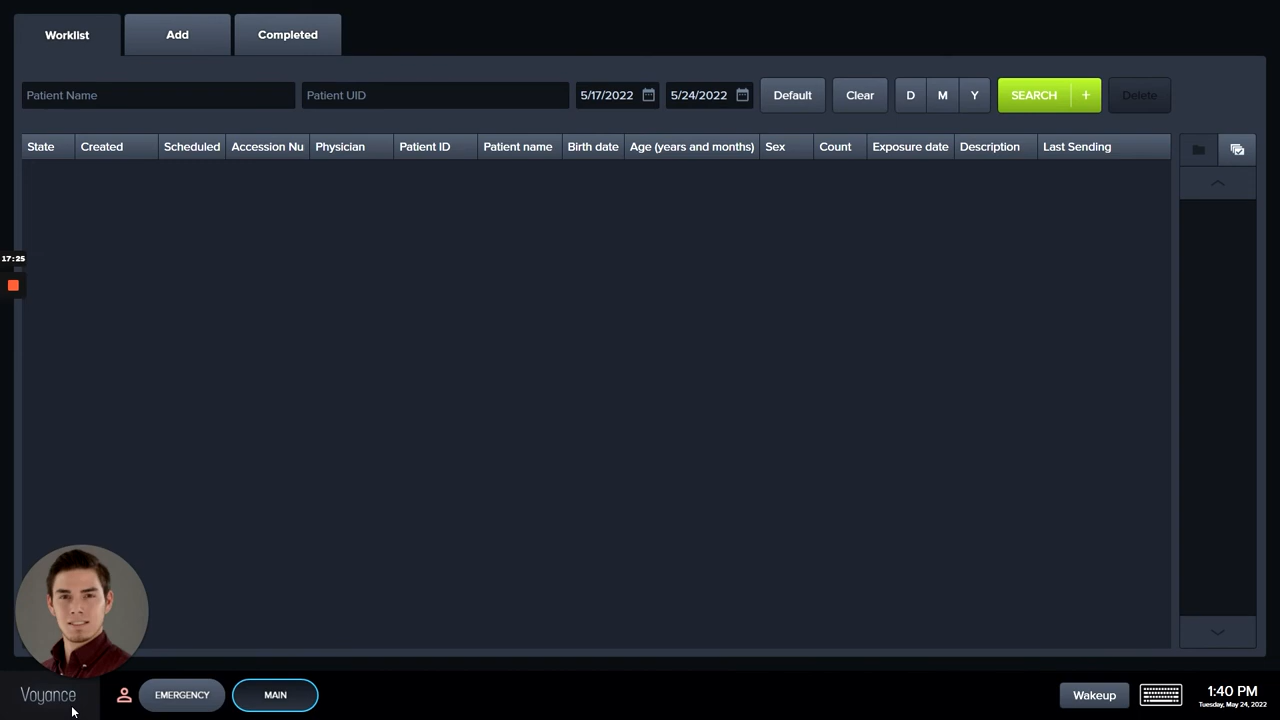 Worklist Add Completed
Patient Name Patient UID 5/17/2022 5/24/2022 Default Clear D M Y SEARCH + Delete
State Created Scheduled Accession Nu Physician Patient ID Patient name Birth date Age (years and months) Sex Count Exposure date Description Last Sending
17:25
Voyance EMERGENCY MAIN Wakeup 1:40 PM
Tuesday, May 24, 2022